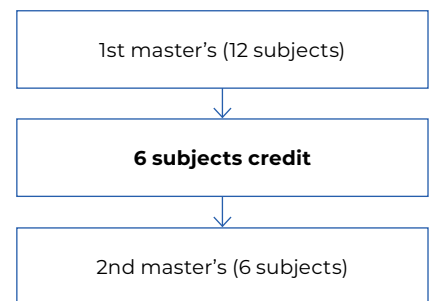 1st master’s (12 subjects)
6 subjects credit
2nd master’s (6 subjects)